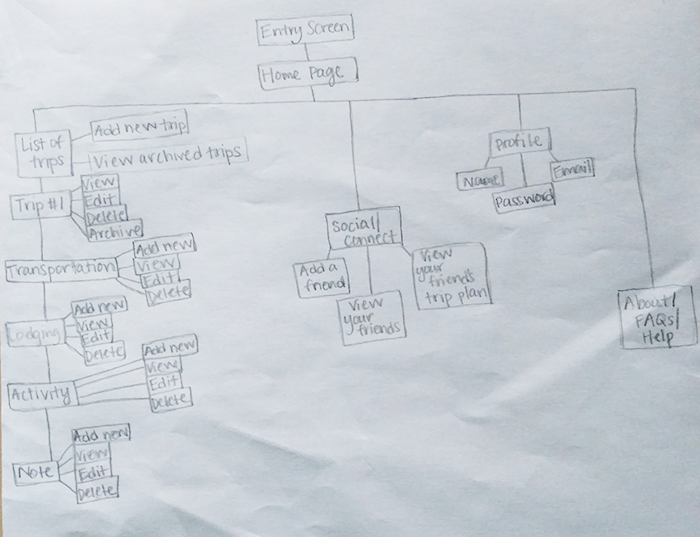 Entry Screen
Home Page
List of
trips
Add new trip
View archived trips
Trip #1
View
Edit
Delete
Archive
Transportation
Add new
View
Edit
Delete
Lodging
Add new
View
Edit
Delete
Activity
Add new
View
Edit
Delete
Note
Add new
View
Edit
Delete
Social/
Connect
Add a
friend
View
your
friends
View
your
friends
trip plan
Profile
Name
Password
Email
About/
FAQs/
Help